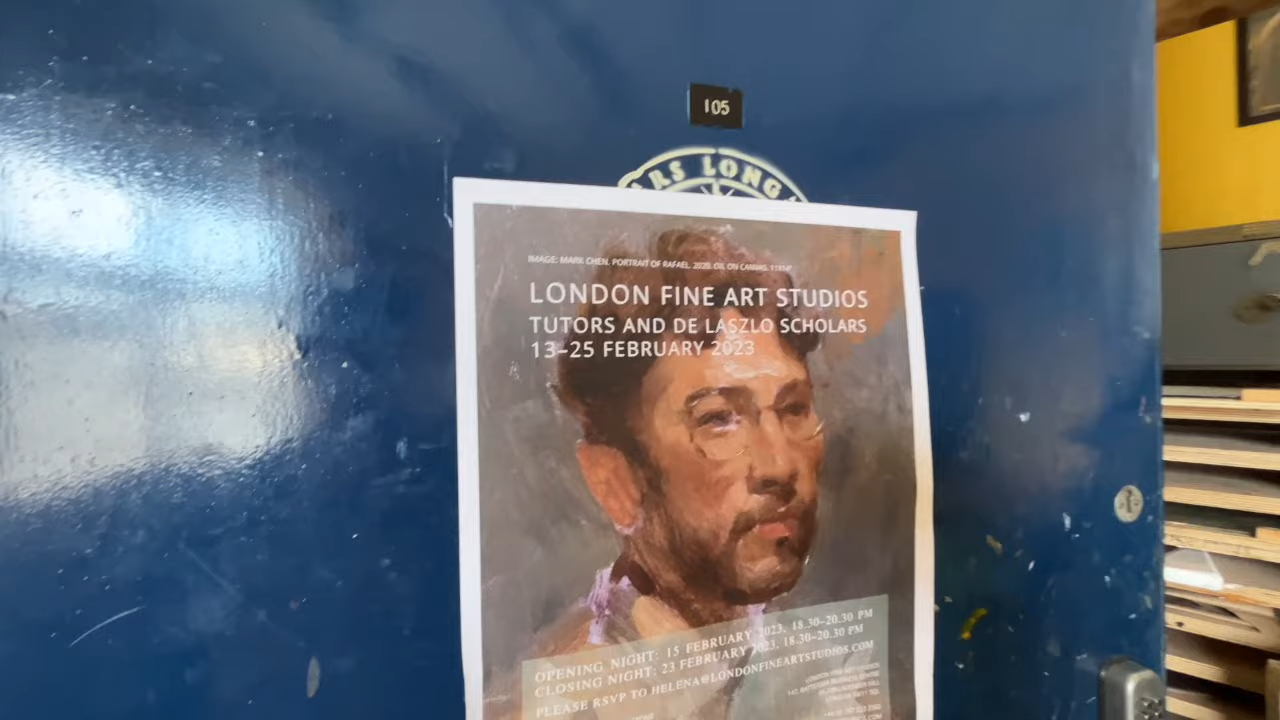 105
ARS LONG
IMAGE: MARK CHEN. PORTRAIT OF RAFAEL. 2020. OIL ON CANVAS.
LONDON FINE ART STUDIOS
TUTORS AND DE LASZLO SCHOLARS
13–25 FEBRUARY 2023
OPENING NIGHT: 15 FEBRUARY 2023, 18.30–20.30 PM
CLOSING NIGHT: 23 FEBRUARY 2023, 18.30–20.30 PM
PLEASE RSVP TO HELENA@LONDONFINEARTSTUDIOS.COM